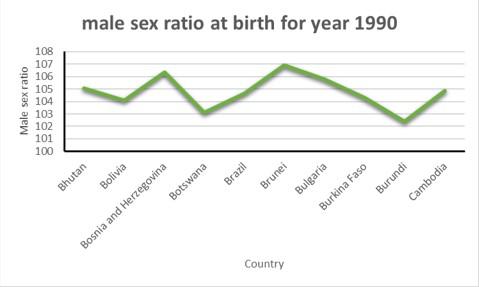 male sex ratio at birth for year 1990
Male sex ratio
108
107
106
105
104
103
102
101
100
Bhutan
Bolivia
Bosnia and Herzegovina
Botswana
Brazil
Brunei
Bulgaria
Burkina Faso
Burundi
Cambodia
Country